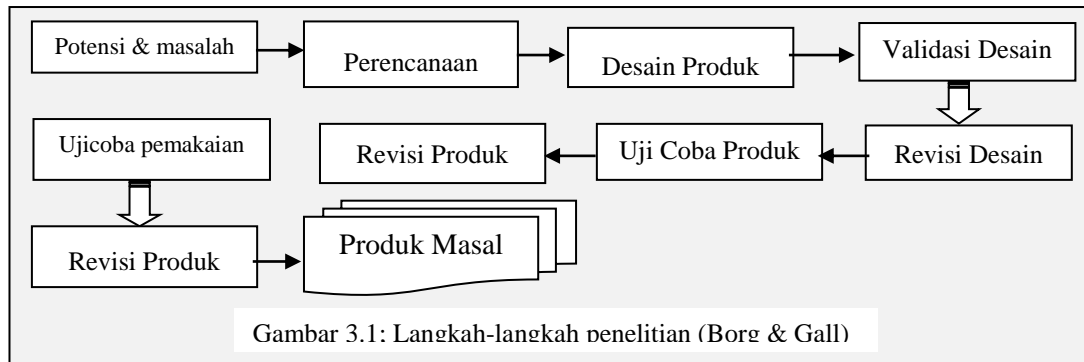 Potensi & masalah
Perencanaan
Desain Produk
Validasi Desain
Ujicoba pemakaian
Revisi Produk
Uji Coba Produk
Revisi Desain
Revisi Produk
Produk Masal
Gambar 3.1: Langkah-langkah penelitian (Borg & Gall)